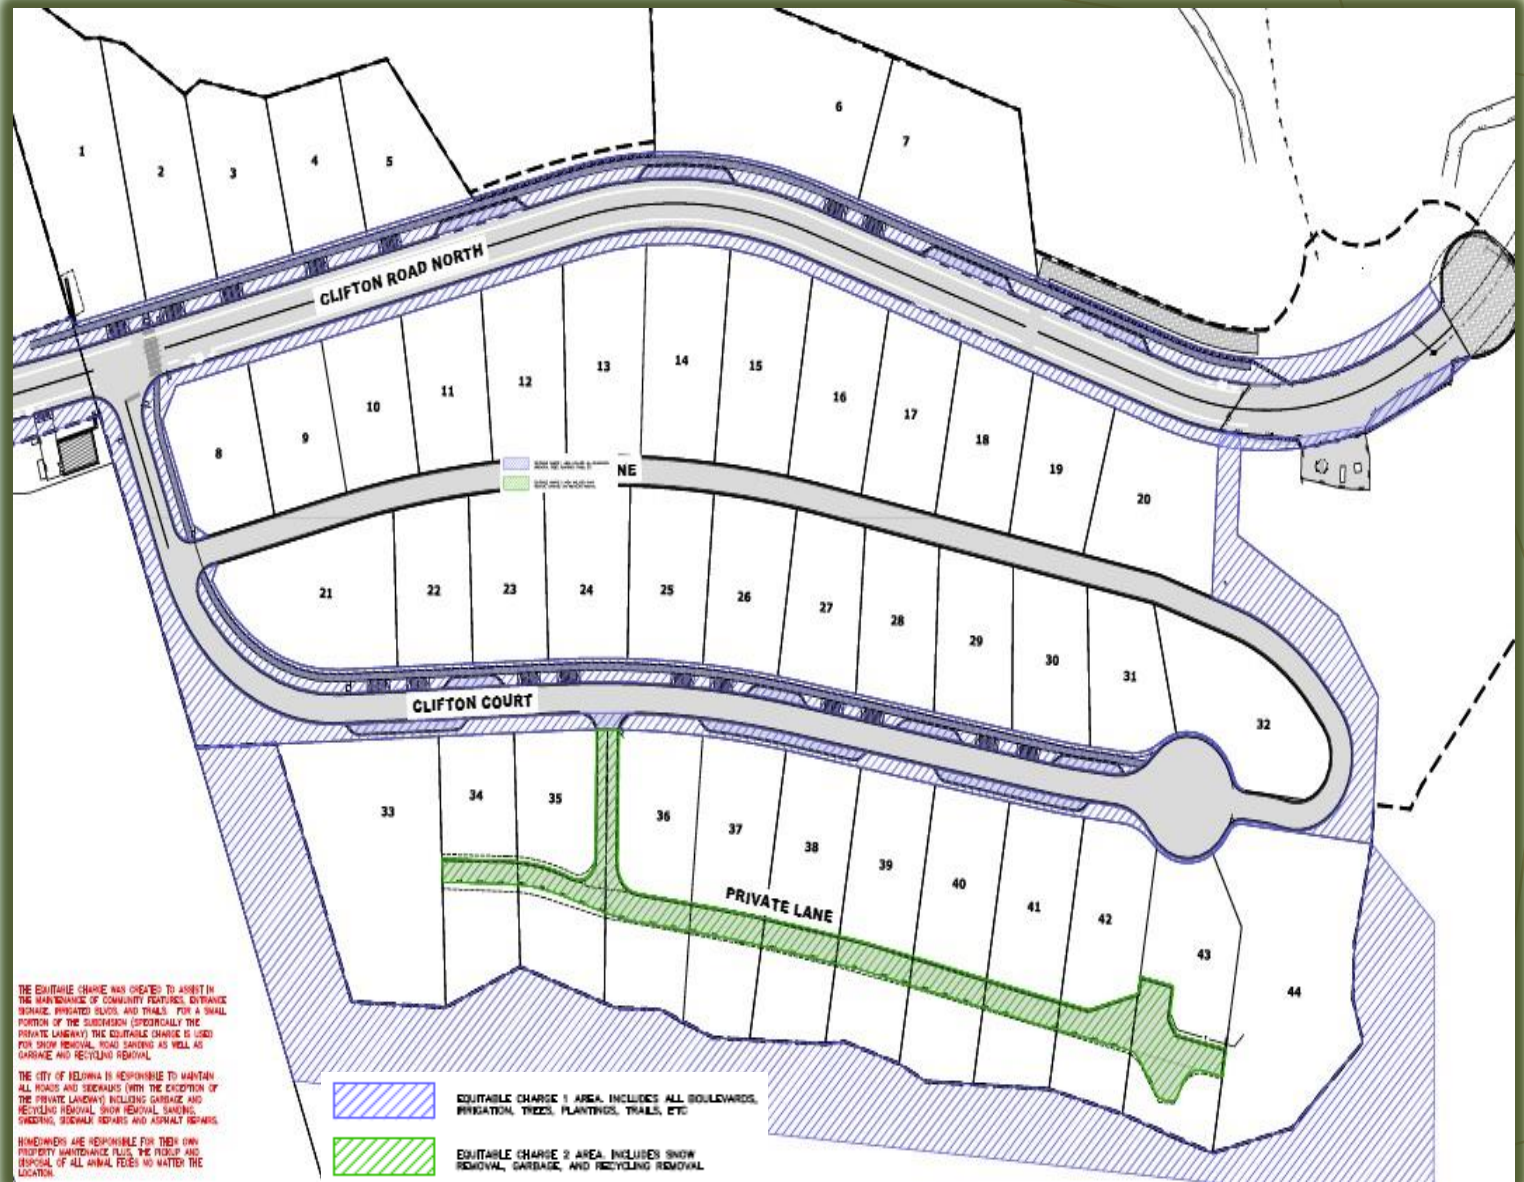 1
2
3
4
5
6
7
CLIFTON ROAD NORTH
8
9
10
11
12
13
14
15
16
17
18
19
20
NE
21
22
23
24
25
26
27
28
29
30
31
32
CLIFTON COURT
33
34
35
36
37
38
39
40
41
42
43
44
PRIVATE LANE
THE EQUITABLE CHARGE WAS CREATED TO ASSIST IN
THE MAINTENANCE OF COMMUNITY FEATURES, ENTRANCE
SIGNAGE, IRRIGATED BLVDS, AND TRAILS. FOR A SMALL
PORTION OF THE SUBDIVISION (SPECIFICALLY THE
PRIVATE LANEWAY) THE EQUITABLE CHARGE IS USED
FOR SNOW REMOVAL, ROAD SANDING AS WELL AS
GARBAGE AND RECYCLING REMOVAL
THE CITY OF KELOWNA IS RESPONSIBLE TO MAINTAIN
ALL ROADS AND SIDEWALKS (WITH THE EXCEPTION OF
THE PRIVATE LANEWAY) INCLUDING GARBAGE AND
RECYCLING REMOVAL, SNOW REMOVAL, SANDING,
SWEEPING, SIDEWALK REPAIRS AND ASPHALT REPAIRS.
HOMEOWNERS ARE RESPONSIBLE FOR THEIR OWN
PROPERTY MAINTENANCE PLUS, THE PICKUP AND
DISPOSAL OF ALL ANIMAL FECES NO MATTER THE
LOCATION.
EQUITABLE CHARGE 1 AREA. INCLUDES ALL BOULEVARDS,
IRRIGATION, TREES, PLANTINGS, TRAILS, ETC
EQUITABLE CHARGE 2 AREA. INCLUDES SNOW
REMOVAL, GARBAGE, AND RECYCLING REMOVAL